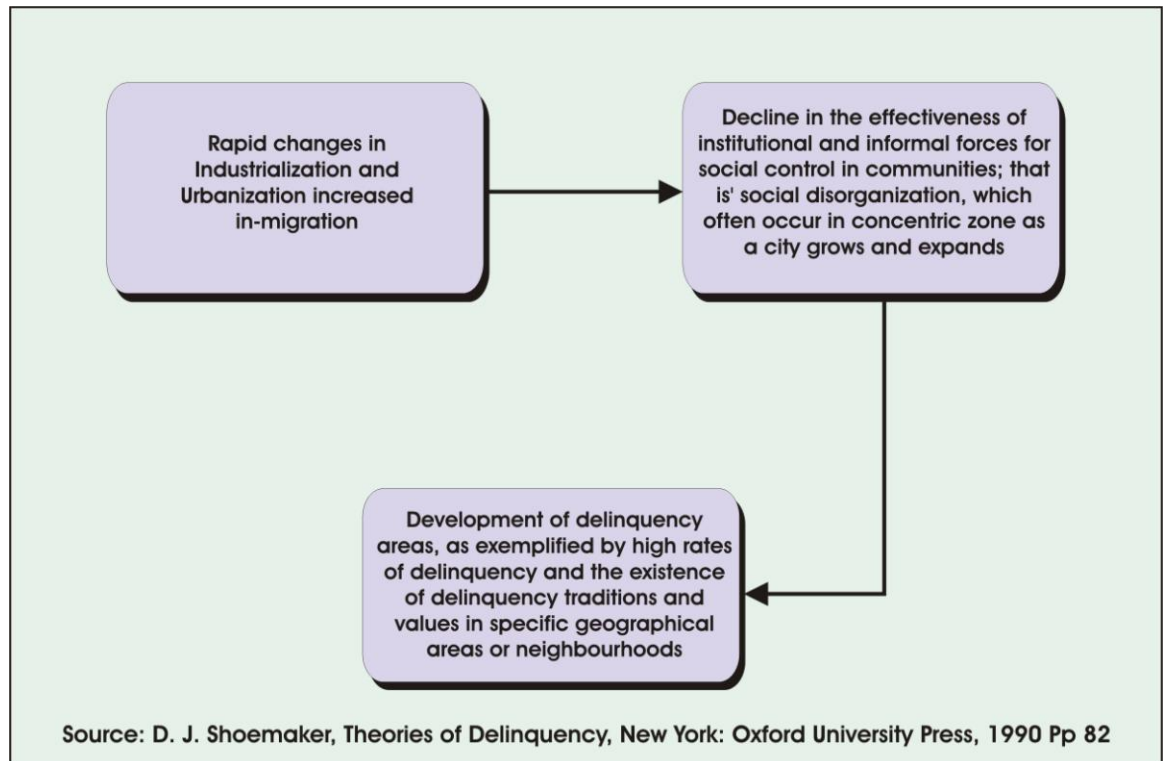 Rapid changes in
Industrialization and
Urbanization increased
in-migration
Decline in the effectiveness of
institutional and informal forces for
social control in communities; that
is' social disorganization, which
often occur in concentric zone as
a city grows and expands
Development of delinquency
areas, as exemplified by high rates
of delinquency and the existence
of delinquency traditions and
values in specific geographical
areas or neighbourhoods
Source: D. J. Shoemaker, Theories of Delinquency, New York: Oxford University Press, 1990 Pp 82